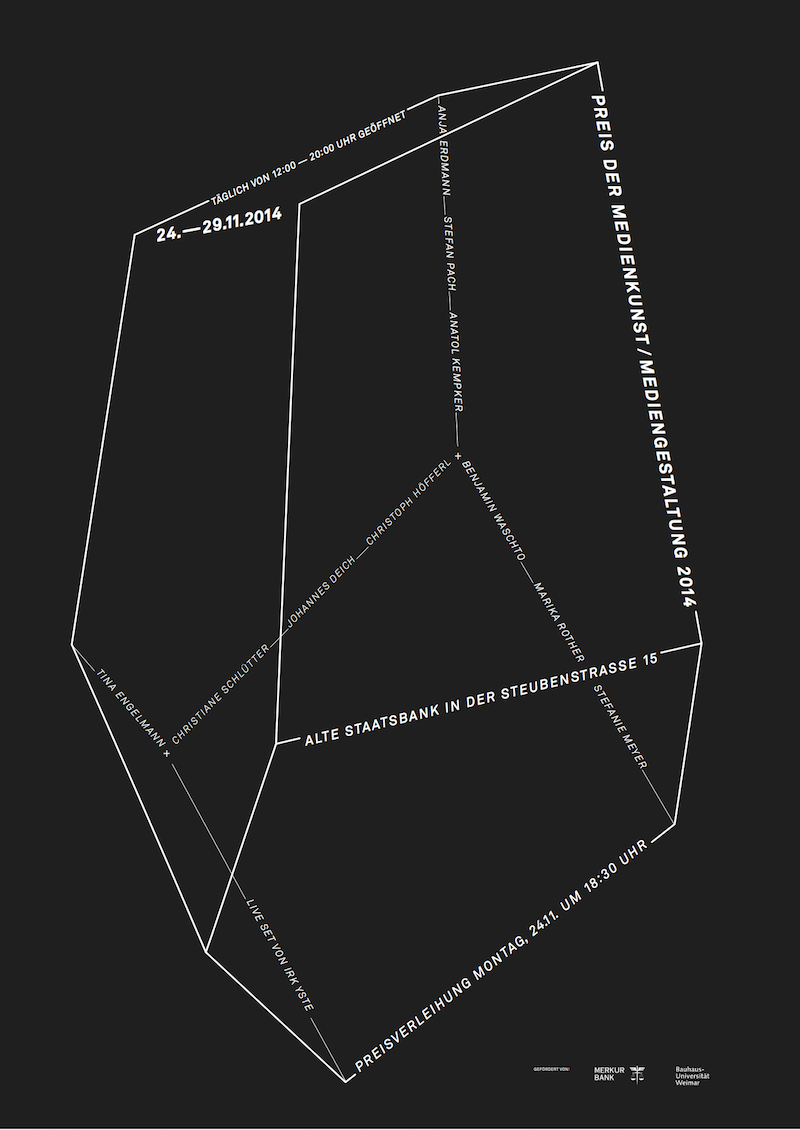 TÄGLICH VON 12:00 — 20:00 UHR GEÖFFNET
24.—29.11.2014
PREIS DER MEDIENKUNST/MEDIENGESTALTUNG 2014
ANJA ERDMANN — STEFAN PACH — ANATOL KEMPKER
+
BENJAMIN WASCHTO — MARIKA ROTHER — STEFANIE MEYER
CHRISTIANE SCHLÜTTER — JOHANNES DEICH — CHRISTOPH HÖFFERL
TINA ENGELMANN
+
ALTE STAATSBANK IN DER STEUBENSTRASSE 15
LIVE SET VON IRK YSTE
PREISVERLEIHUNG MONTAG, 24.11. UM 18:30 UHR
GEFÖRDERT VON:
MERKUR
BANK
Bauhaus-
Universität
Weimar